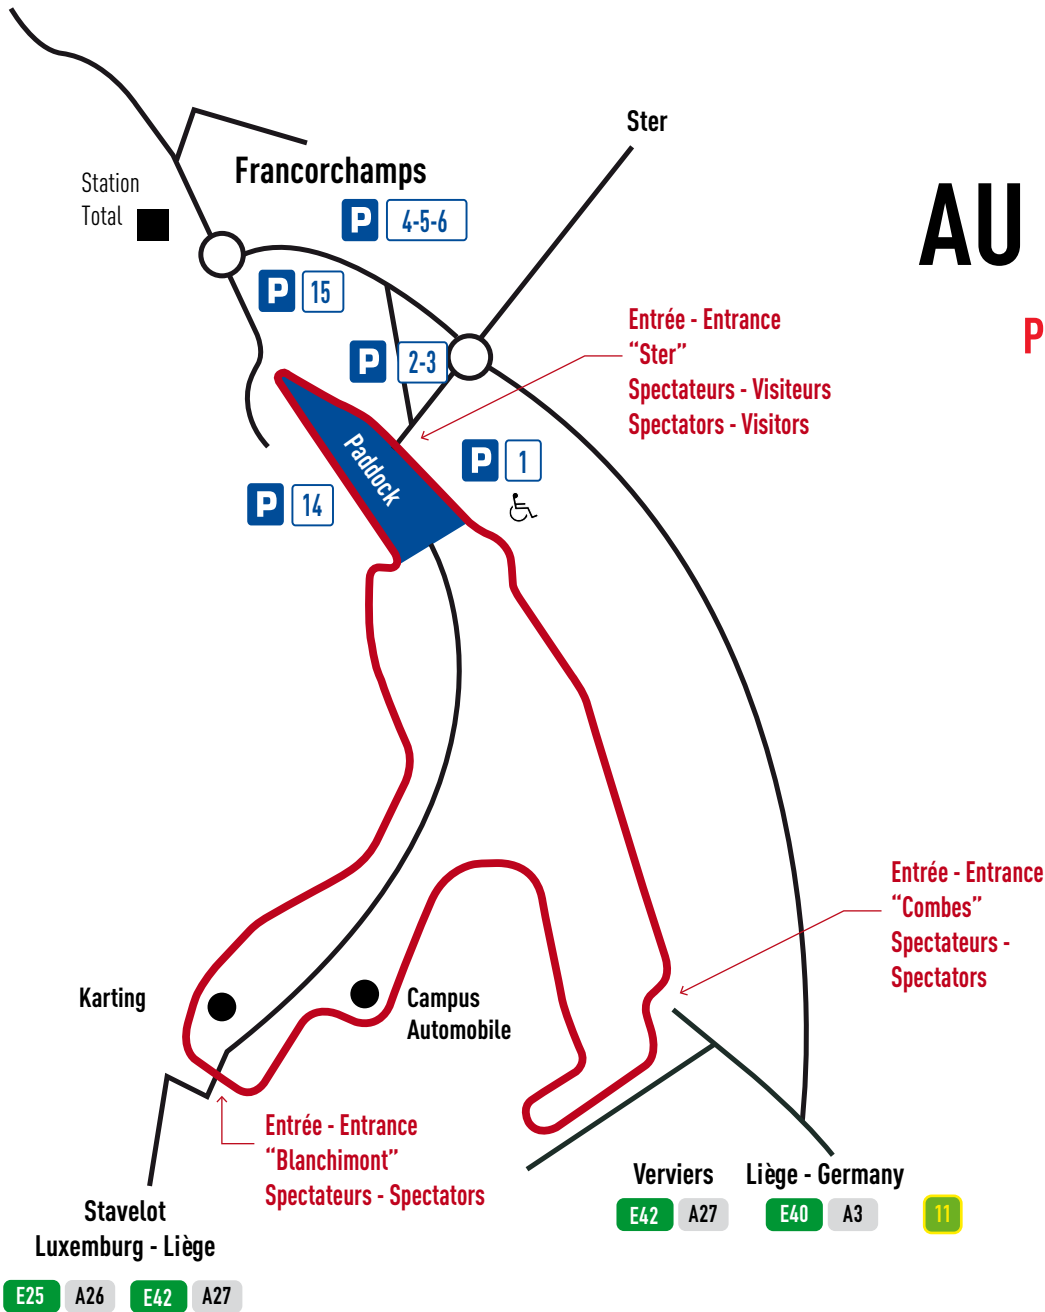 Ster
Francorchamps
Station
Total
P 4-5-6
AU
P 15
P
Entrée - Entrance
“Ster”
Spectateurs - Visiteurs
Spectators - Visitors
P 2-3
Paddock
P 1
P 14
Entrée - Entrance
“Combes”
Spectateurs -
Spectators
Karting
Campus
Automobile
Entrée - Entrance
“Blanchimont”
Spectateurs - Spectators
Verviers
E42 A27
Liège - Germany
E40 A3
11
Stavelot
Luxemburg - Liège
E25 A26 E42 A27